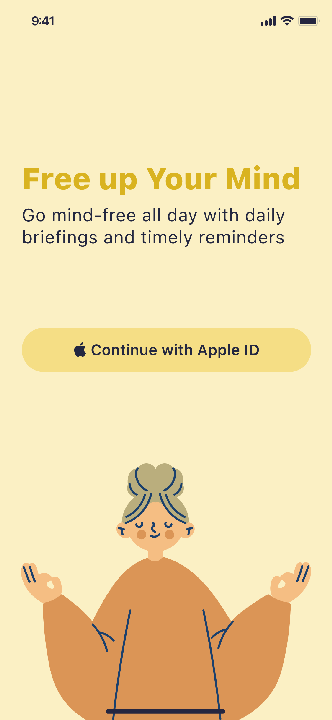 9:41
Free up Your Mind
Go mind-free all day with daily
briefings and timely reminders
Continue with Apple ID